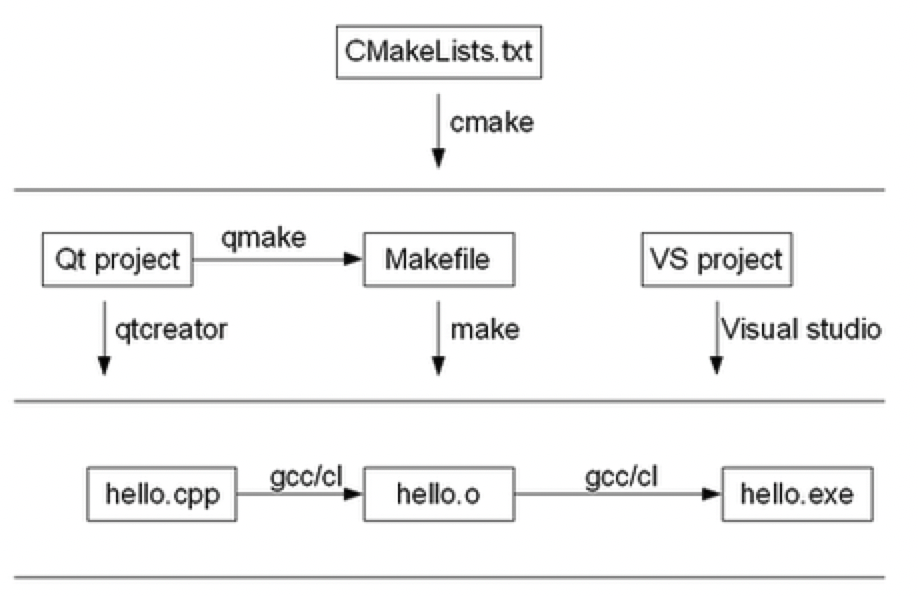 CMakeLists.txt
cmake
qmake
Qt project
Makefile
VS project
qtcreator
make
Visual studio
gcc/cl
gcc/cl
hello.cpp
hello.o
hello.exe